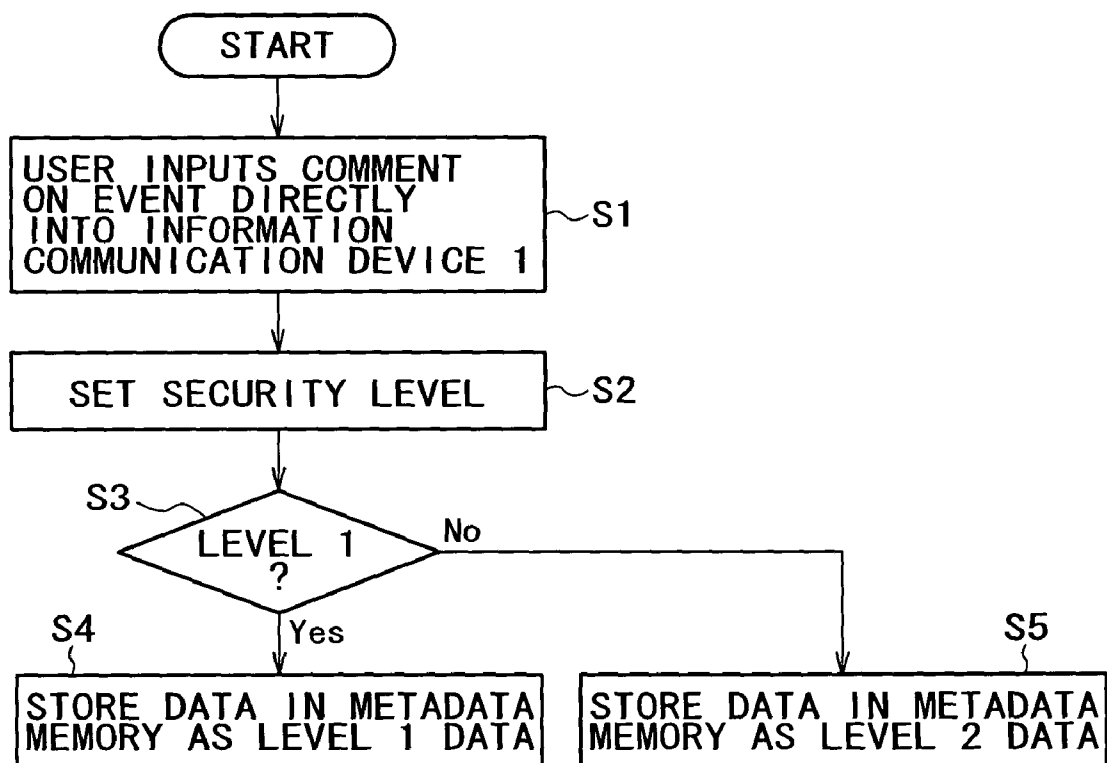 START
USER INPUTS COMMENT
ON EVENT DIRECTLY
INTO INFORMATION
COMMUNICATION DEVICE 1
S1
SET SECURITY LEVEL
S2
S3
LEVEL 1
?
No
Yes
S4
STORE DATA IN METADATA
MEMORY AS LEVEL 1 DATA
S5
STORE DATA IN METADATA
MEMORY AS LEVEL 2 DATA